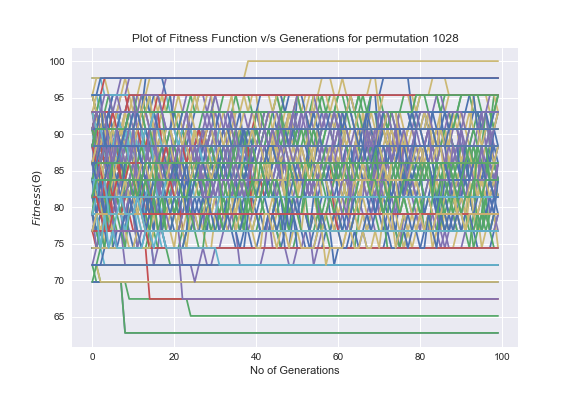 Plot of Fitness Function v/s Generations for permutation 1028
100
95
90
85
80
75
70
65
Fitness(Θ)
0 20 40 60 80 100
No of Generations